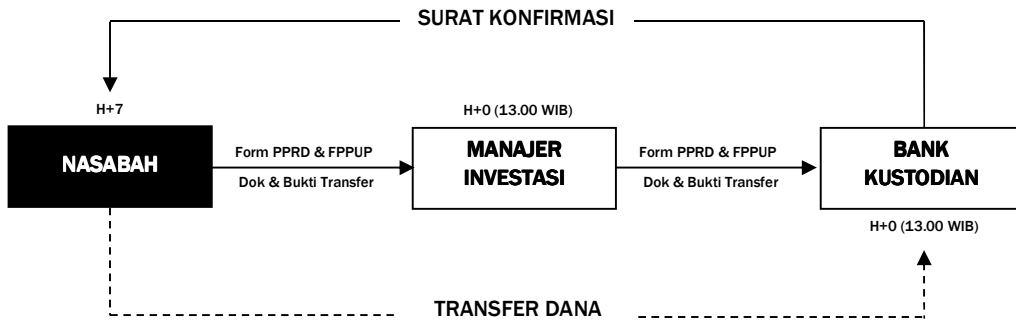 SURAT KONFIRMASI
H+7
H+0 (13.00 WIB)
NASABAH
Form PPRD & FPPUP
Dok & Bukti Transfer
MANAJER
INVESTASI
Form PPRD & FPPUP
Dok & Bukti Transfer
BANK
KUSTODIAN
H+0 (13.00 WIB)
TRANSFER DANA